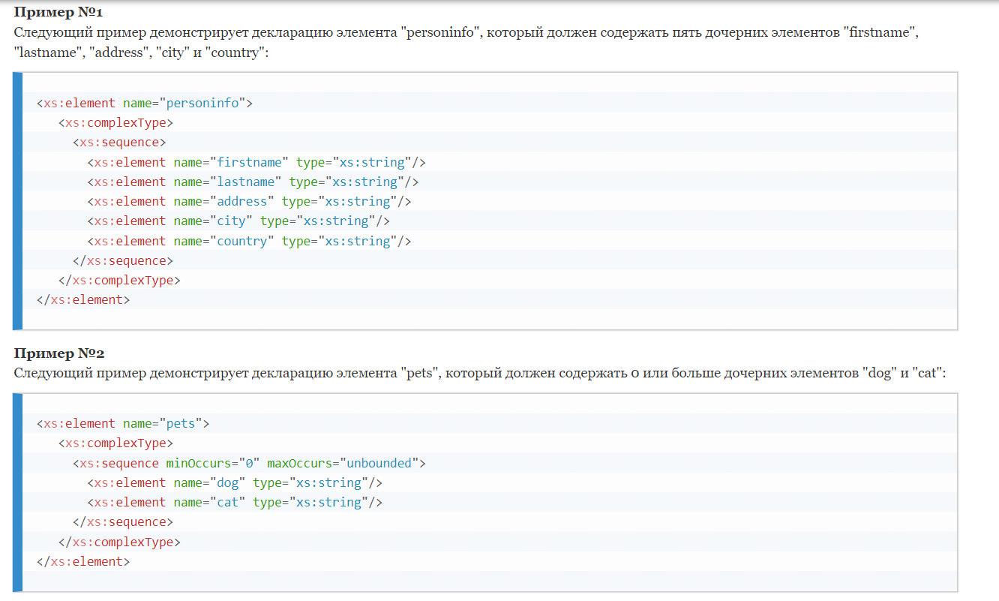 Пример №1
Следующий пример демонстрирует декларацию элемента "personinfo", который должен содержать пять дочерних элементов "firstname",
"lastname", "address", "city" и "country":
<xs:element name="personinfo">
   <xs:complexType>
     <xs:sequence>
       <xs:element name="firstname" type="xs:string"/>
       <xs:element name="lastname" type="xs:string"/>
       <xs:element name="address" type="xs:string"/>
       <xs:element name="city" type="xs:string"/>
       <xs:element name="country" type="xs:string"/>
     </xs:sequence>
   </xs:complexType>
</xs:element>
Пример №2
Следующий пример демонстрирует декларацию элемента "pets", который должен содержать 0 или больше дочерних элементов "dog" и "cat":
<xs:element name="pets">
   <xs:complexType>
     <xs:sequence minOccurs="0" maxOccurs="unbounded">
       <xs:element name="dog" type="xs:string"/>
       <xs:element name="cat" type="xs:string"/>
     </xs:sequence>
   </xs:complexType>
</xs:element>